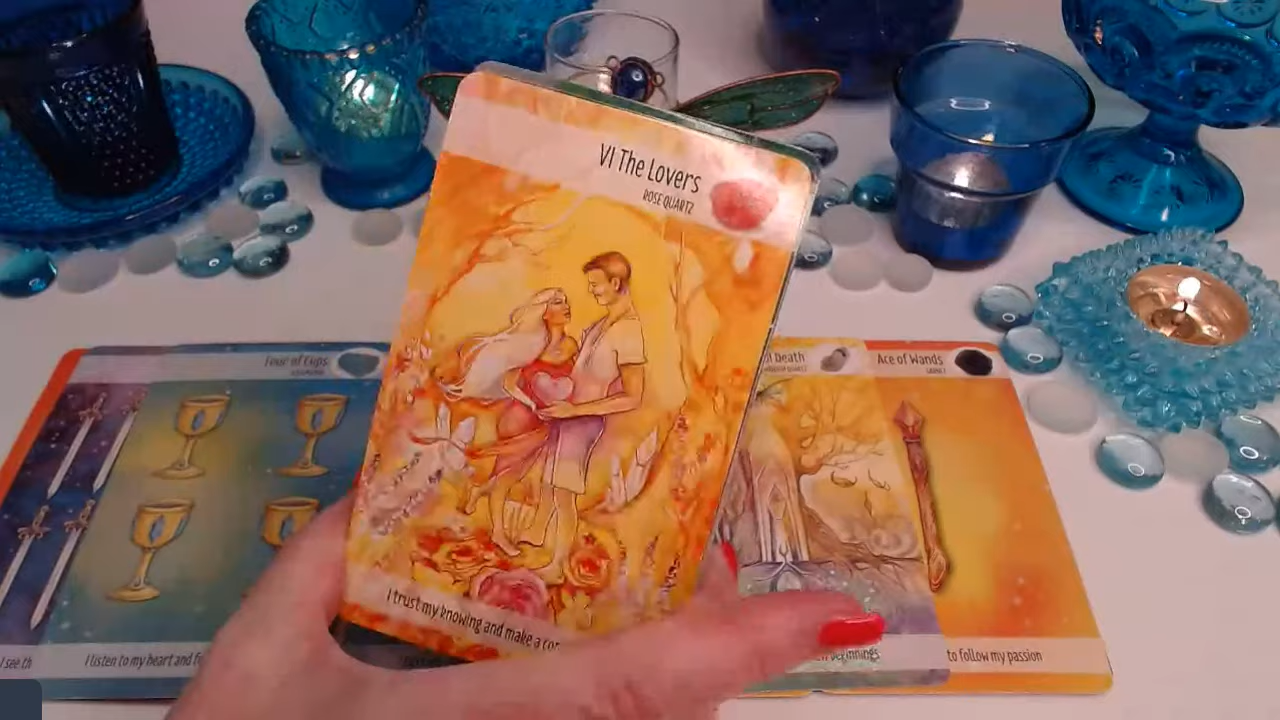 VI The Lovers
ROSE QUARTZ
I trust my knowing and make a
Four of Cups
Death
Ace of Wands
GARNET
I see th
I listen to my heart and
beginnings
to follow my passion